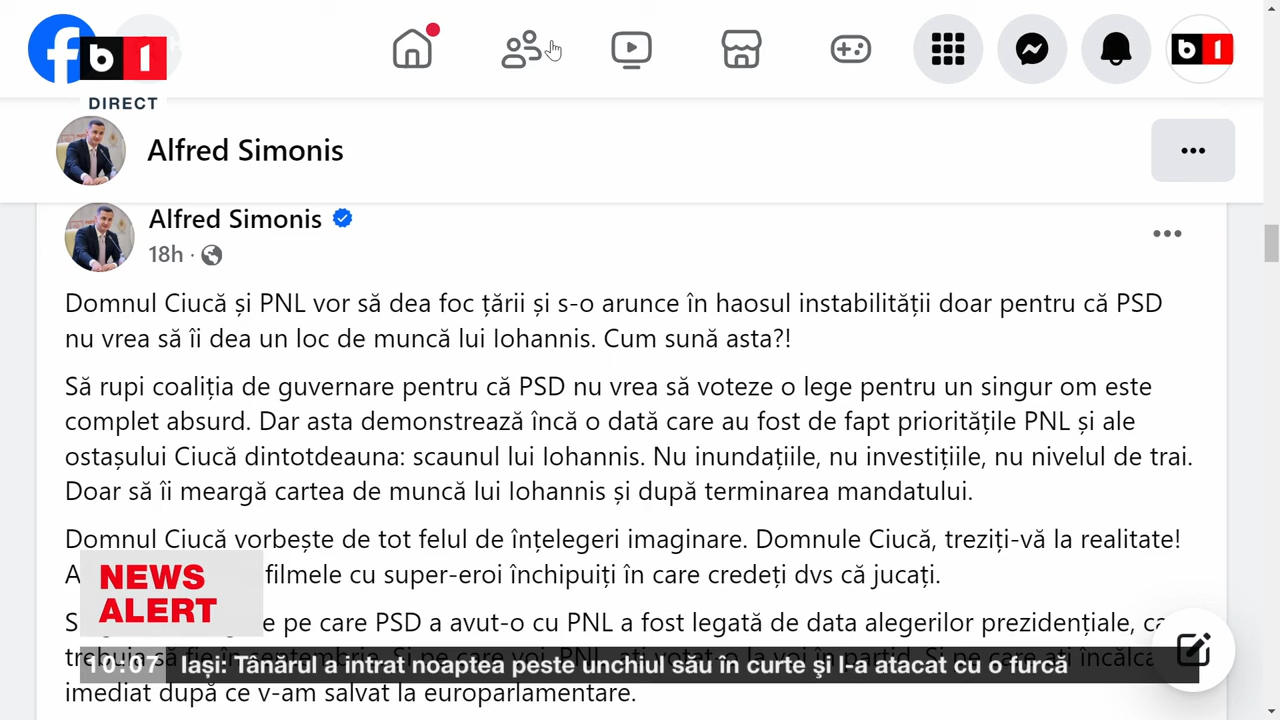 b1
DIRECT
b1
Alfred Simonis
Alfred Simonis
18h ·
Domnul Ciucă și PNL vor să dea foc țării și s-o arunce în haosul instabilității doar pentru că PSD
nu vrea să îi dea un loc de muncă lui Iohannis. Cum sună asta?!
Să rupi coaliția de guvernare pentru că PSD nu vrea să voteze o lege pentru un singur om este
complet absurd. Dar asta demonstrează încă o dată care au fost de fapt prioritățile PNL și ale
ostașului Ciucă dintotdeauna: scaunul lui Iohannis. Nu inundațiile, nu investițiile, nu nivelul de trai.
Doar să îi meargă cartea de muncă lui Iohannis și după terminarea mandatului.
Domnul Ciucă vorbește de tot felul de înțelegeri imaginare. Domnule Ciucă, treziți-vă la realitate!
filmele cu super-eroi închipuiți în care credeți dvs că jucați.
NEWS
ALERT
pe care PSD a avut-o cu PNL a fost legată de data alegerilor prezidențiale,
10:07 Iași: Tânărul a intrat noaptea peste unchiul său în curte şi l-a atacat cu o furcă
imediat după ce v-am salvat la europarlamentare.